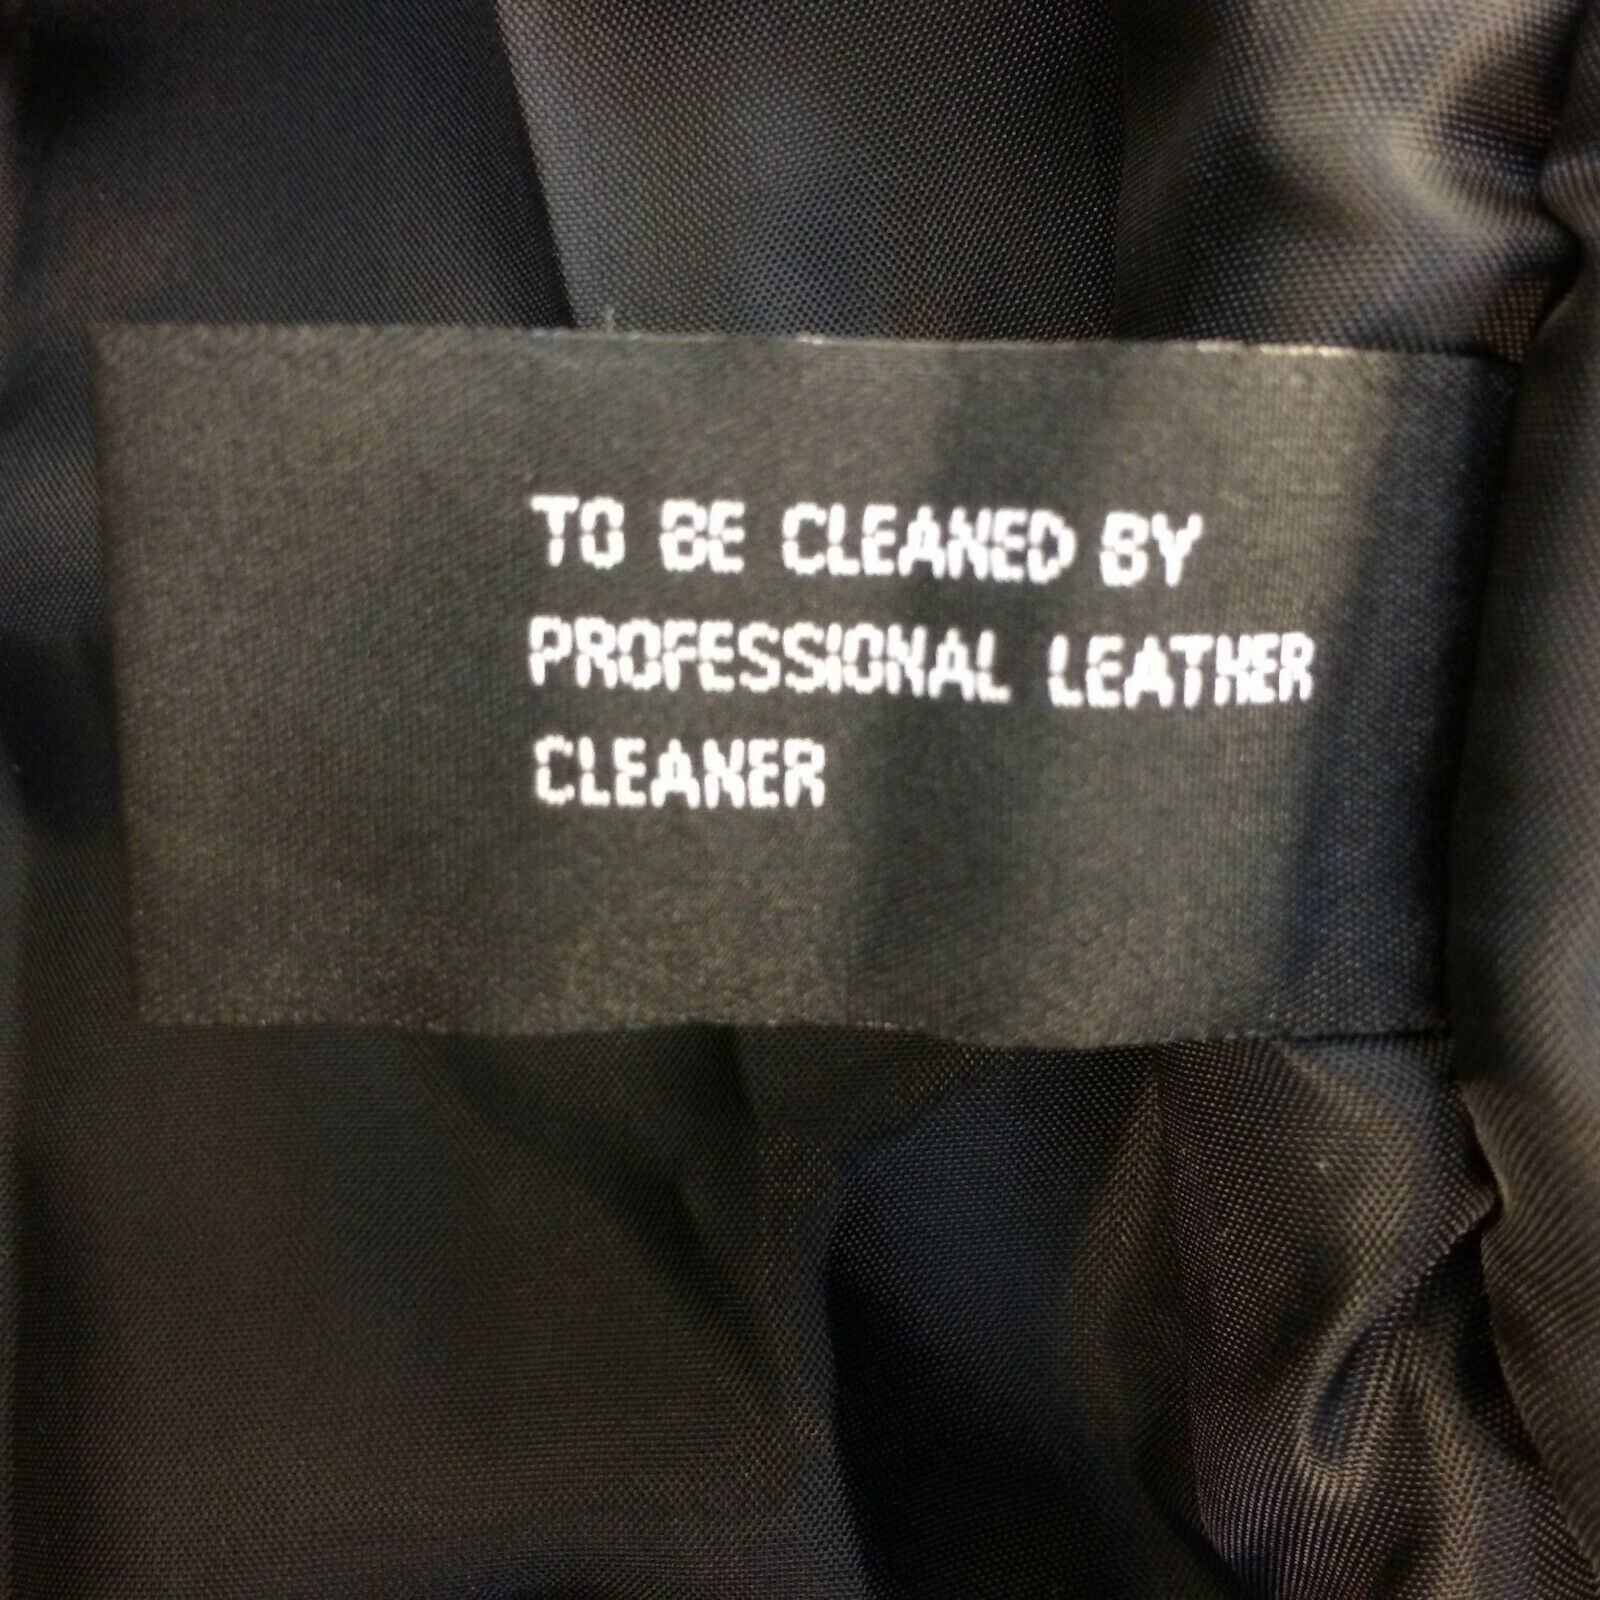 TO BE CLEANED BY
PROFESSIONAL LEATHER
CLEANER